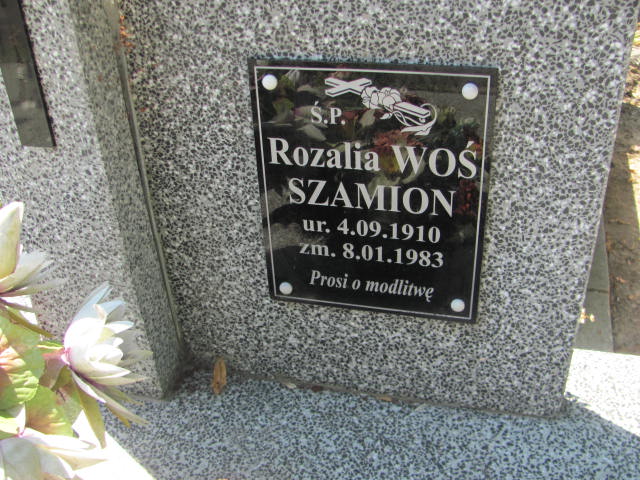 Ś.P.
Rozalia WOŚ
SZAMION
ur. 4.09.1910
zm. 8.01.1983
Prosi o modlitwę